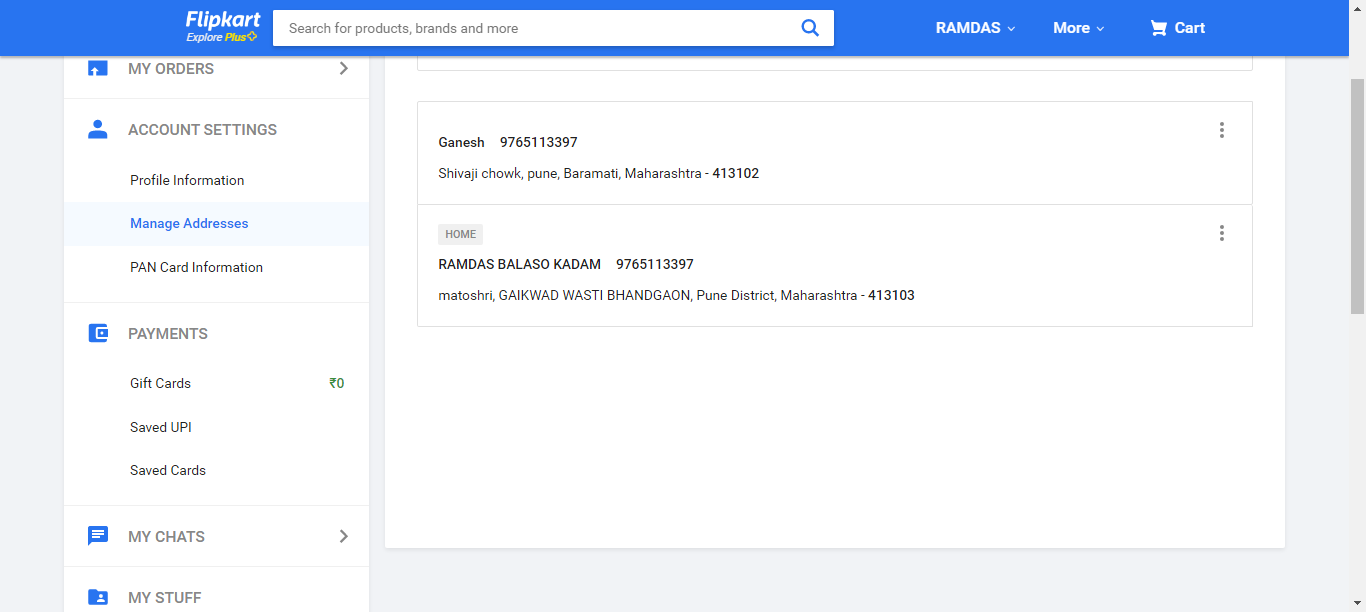 Flipkart
Explore Plus
Search for products, brands and more
RAMDAS
More
Cart
MY ORDERS
ACCOUNT SETTINGS
Profile Information
Manage Addresses
PAN Card Information
PAYMENTS
Gift Cards ₹0
Saved UPI
Saved Cards
MY CHATS
MY STUFF
Ganesh 9765113397
Shivaji chowk, pune, Baramati, Maharashtra - 413102
HOME
RAMDAS BALASO KADAM 9765113397
matoshri, GAIKWAD WASTI BHANDGAON, Pune District, Maharashtra - 413103